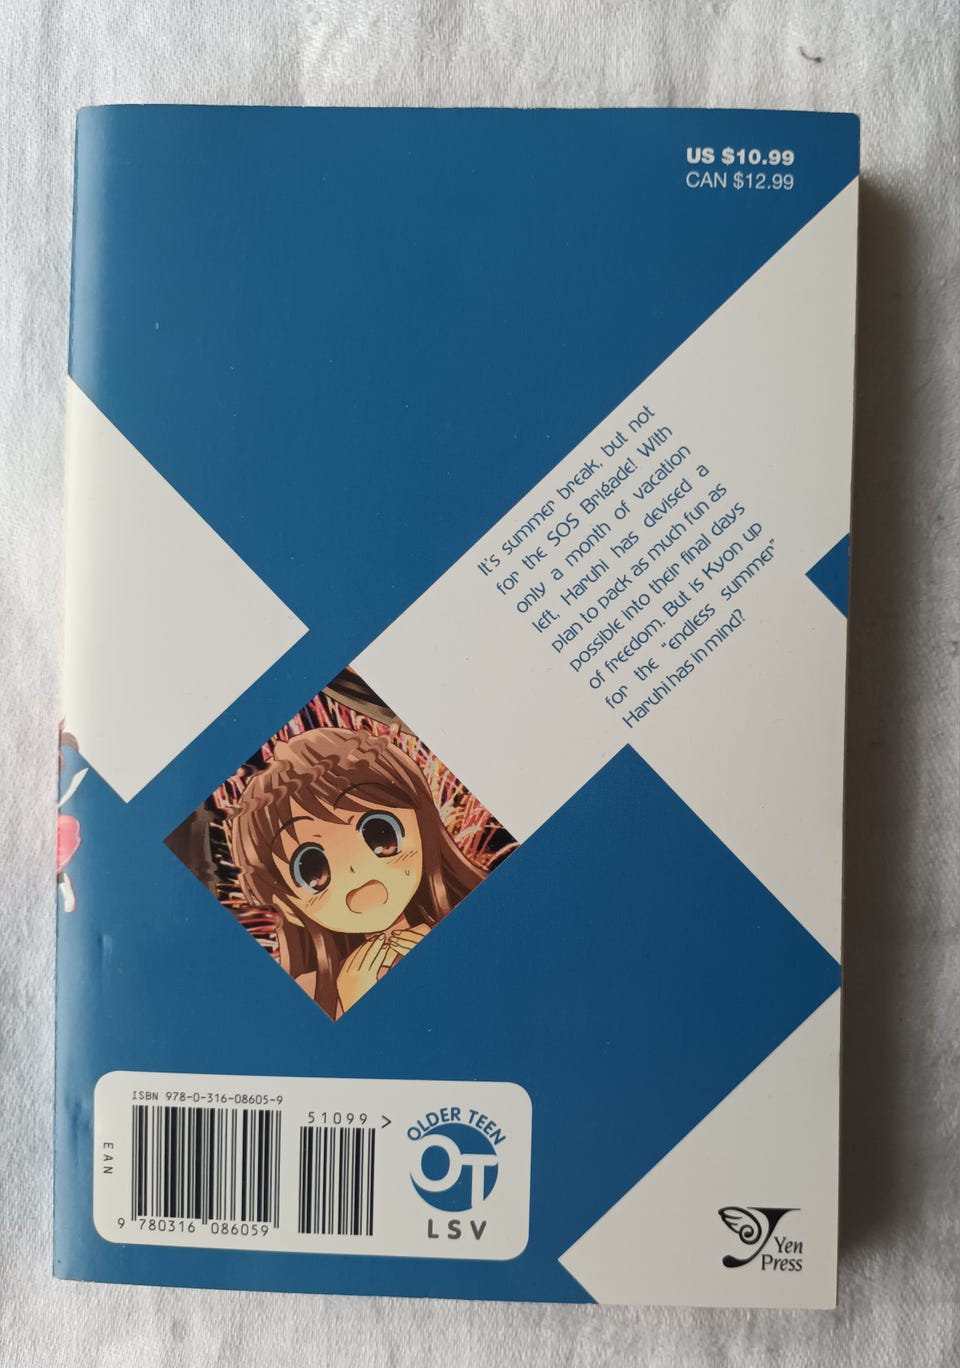 US $10.99
CAN $12.99
It's summer break, but not
for the SOS Brigade! With
only a month of vacation
left, Haruhi has devised a
plan to pack as much fun as
possible into their final days
of freedom. But is Kyon up
for the "endless summer"
Haruhi has in mind?
ISBN 978-0-316-08605-9
51099 >
EAN
9 780316 086059
OLDER TEEN
OT
LSV
Yen
Press